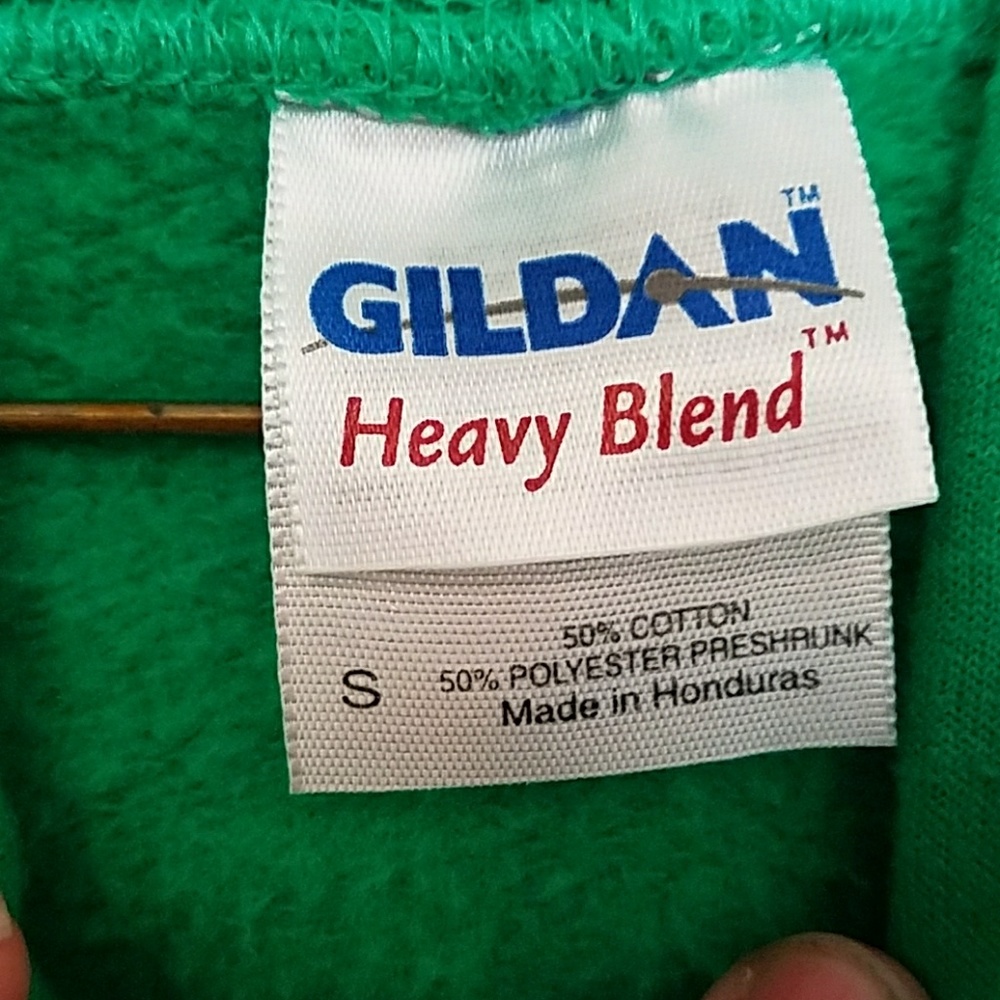 GILDAN™
Heavy Blend™
50% COTTON
50% POLYESTER PRESHRUNK
S
Made in Honduras